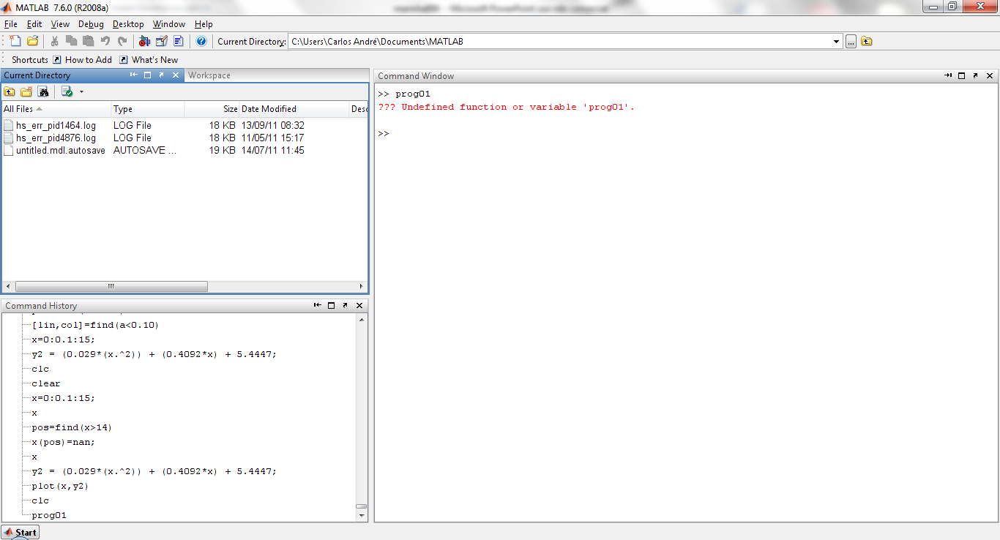 MATLAB 7.6.0 (R2008a)
File Edit View Debug Desktop Window Help
Current Directory: C:\Users\Carlos André\Documents\MATLAB ...
Shortcuts How to Add What's New
Current Directory
Workspace
All Files Type Size Date Modified Desc
hs_err_pid1464.log LOG File 18 KB 13/09/11 08:32
hs_err_pid4876.log LOG File 18 KB 11/05/11 15:17
untitled.mdl.autosave AUTOSAVE ... 19 KB 14/07/11 11:45
Command History
[lin,col]=find(a<0.10)
x=0:0.1:15;
y2 = (0.029*(x.^2)) + (0.4092*x) + 5.4447;
clc
clear
x=0:0.1:15;
x
pos=find(x>14)
x(pos)=nan;
x
y2 = (0.029*(x.^2)) + (0.4092*x) + 5.4447;
plot(x,y2)
clc
prog01
Command Window
>> prog01
??? Undefined function or variable 'prog01'.
>>
Start